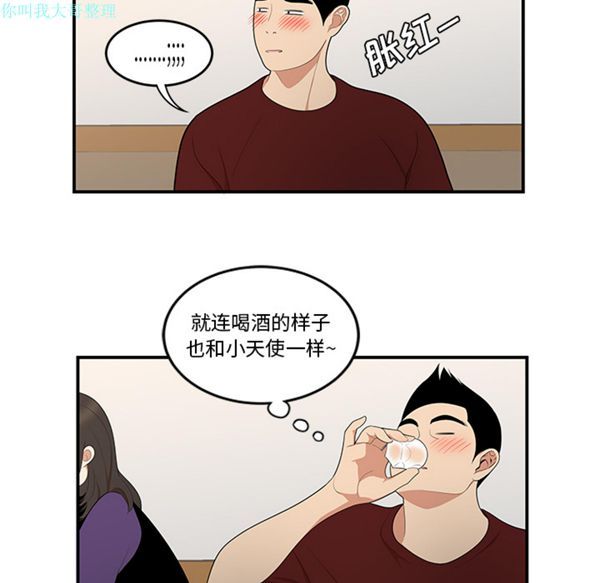 你叫我大哥整理
....
.......,,,,
胀红—
就连喝酒的样子
也和小天使一样~